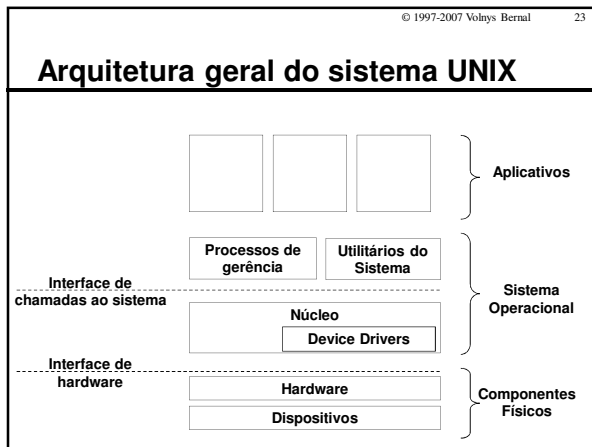 © 1997-2007 Volnys Bernal 23
Arquitetura geral do sistema UNIX
Aplicativos
Processos de
gerência
Utilitários do
Sistema
Interface de
chamadas ao sistema
Sistema
Operacional
Núcleo
Device Drivers
Interface de
hardware
Hardware
Dispositivos
Componentes
Físicos